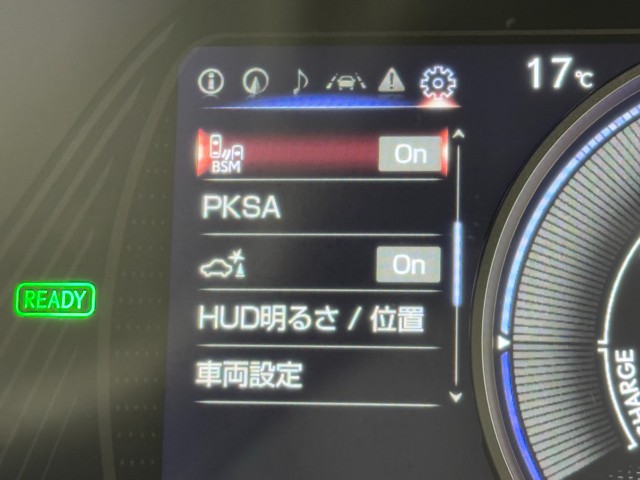 17℃
BSM On
PKSA
On
READY
HUD明るさ / 位置
車両設定
CHARGE